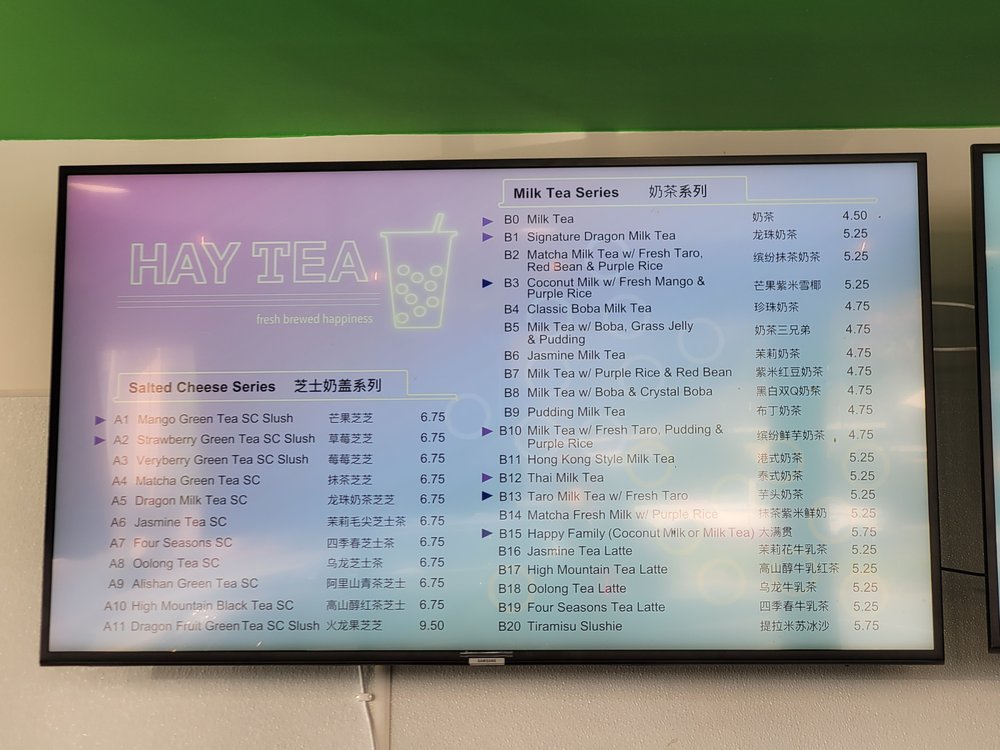 HAY TEA
fresh brewed happiness
Salted Cheese Series 芝士奶盖系列
A1 Mango Green Tea SC Slush 芒果芝芝 6.75
A2 Strawberry Green Tea SC Slush 草莓芝芝 6.75
A3 Veryberry Green Tea SC Slush 莓莓芝芝 6.75
A4 Matcha Green Tea SC 抹茶芝芝 6.75
A5 Dragon Milk Tea SC 龙珠奶茶芝芝 6.75
A6 Jasmine Tea SC 茉莉毛尖芝士茶 6.75
A7 Four Seasons SC 四季春芝士茶 6.75
A8 Oolong Tea SC 乌龙芝士茶 6.75
A9 Alishan Green Tea SC 阿里山青茶芝士 6.75
A10 High Mountain Black Tea SC 高山醇红茶芝士 6.75
A11 Dragon Fruit Green Tea SC Slush 火龙果芝芝 9.50
Milk Tea Series 奶茶系列
B0 Milk Tea 奶茶 4.50
B1 Signature Dragon Milk Tea 龙珠奶茶 5.25
B2 Matcha Milk Tea w/ Fresh Taro, 缤纷抹茶奶茶 5.25
Red Bean & Purple Rice
B3 Coconut Milk w/ Fresh Mango & 芒果紫米雪椰 5.25
Purple Rice
B4 Classic Boba Milk Tea 珍珠奶茶 4.75
B5 Milk Tea w/ Boba, Grass Jelly 奶茶三兄弟 4.75
& Pudding
B6 Jasmine Milk Tea 茉莉奶茶 4.75
B7 Milk Tea w/ Purple Rice & Red Bean 紫米红豆奶茶 4.75
B8 Milk Tea w/ Boba & Crystal Boba 黑白双Q奶茶 4.75
B9 Pudding Milk Tea 布丁奶茶 4.75
B10 Milk Tea w/ Fresh Taro, Pudding & 缤纷鲜芋奶茶 4.75
Purple Rice
B11 Hong Kong Style Milk Tea 港式奶茶 5.25
B12 Thai Milk Tea 泰式奶茶 5.25
B13 Taro Milk Tea w/ Fresh Taro 芋头奶茶 5.25
B14 Matcha Fresh Milk w/ Purple Rice 抹茶紫米鲜奶 5.25
B15 Happy Family (Coconut Milk or Milk Tea) 大满贯 5.75
B16 Jasmine Tea Latte 茉莉花牛乳茶 5.25
B17 High Mountain Tea Latte 高山醇牛乳红茶 5.25
B18 Oolong Tea Latte 乌龙牛乳茶 5.25
B19 Four Seasons Tea Latte 四季春牛乳茶 5.25
B20 Tiramisu Slushie 提拉米苏冰沙 5.75
SAMSUNG